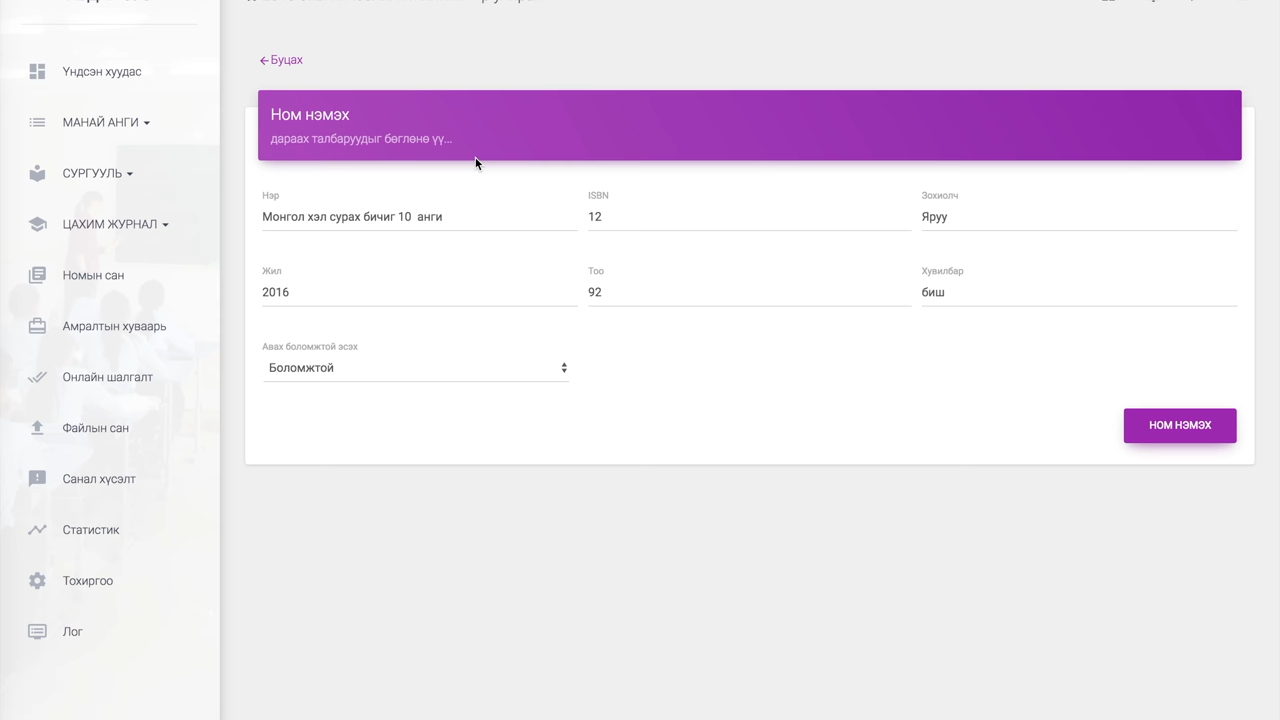 Буцах
Үндсэн хуудас
МАНАЙ АНГИ
СУРГУУЛЬ
ЦАХИМ ЖУРНАЛ
Номын сан
Амралтын хуваарь
Онлайн шалгалт
Файлын сан
Санал хүсэлт
Статистик
Тохиргоо
Лог
Ном нэмэх
дараах талбаруудыг бөглөнө үү...
Нэр
Монгол хэл сурах бичиг 10 анги
ISBN
12
Зохиолч
Яруу
Жил
2016
Тоо
92
Хувилбар
биш
Авах боломжтой эсэх
Боломжтой
НОМ НЭМЭХ